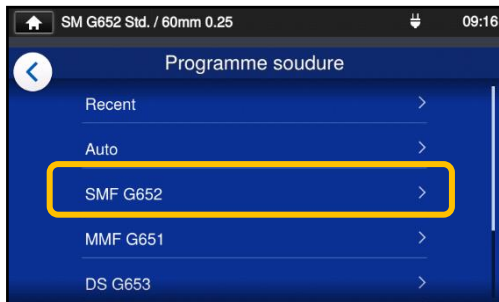 SM G652 Std. / 60mm 0.25 09:16
Programme soudure
Recent
Auto
SMF G652
MMF G651
DS G653